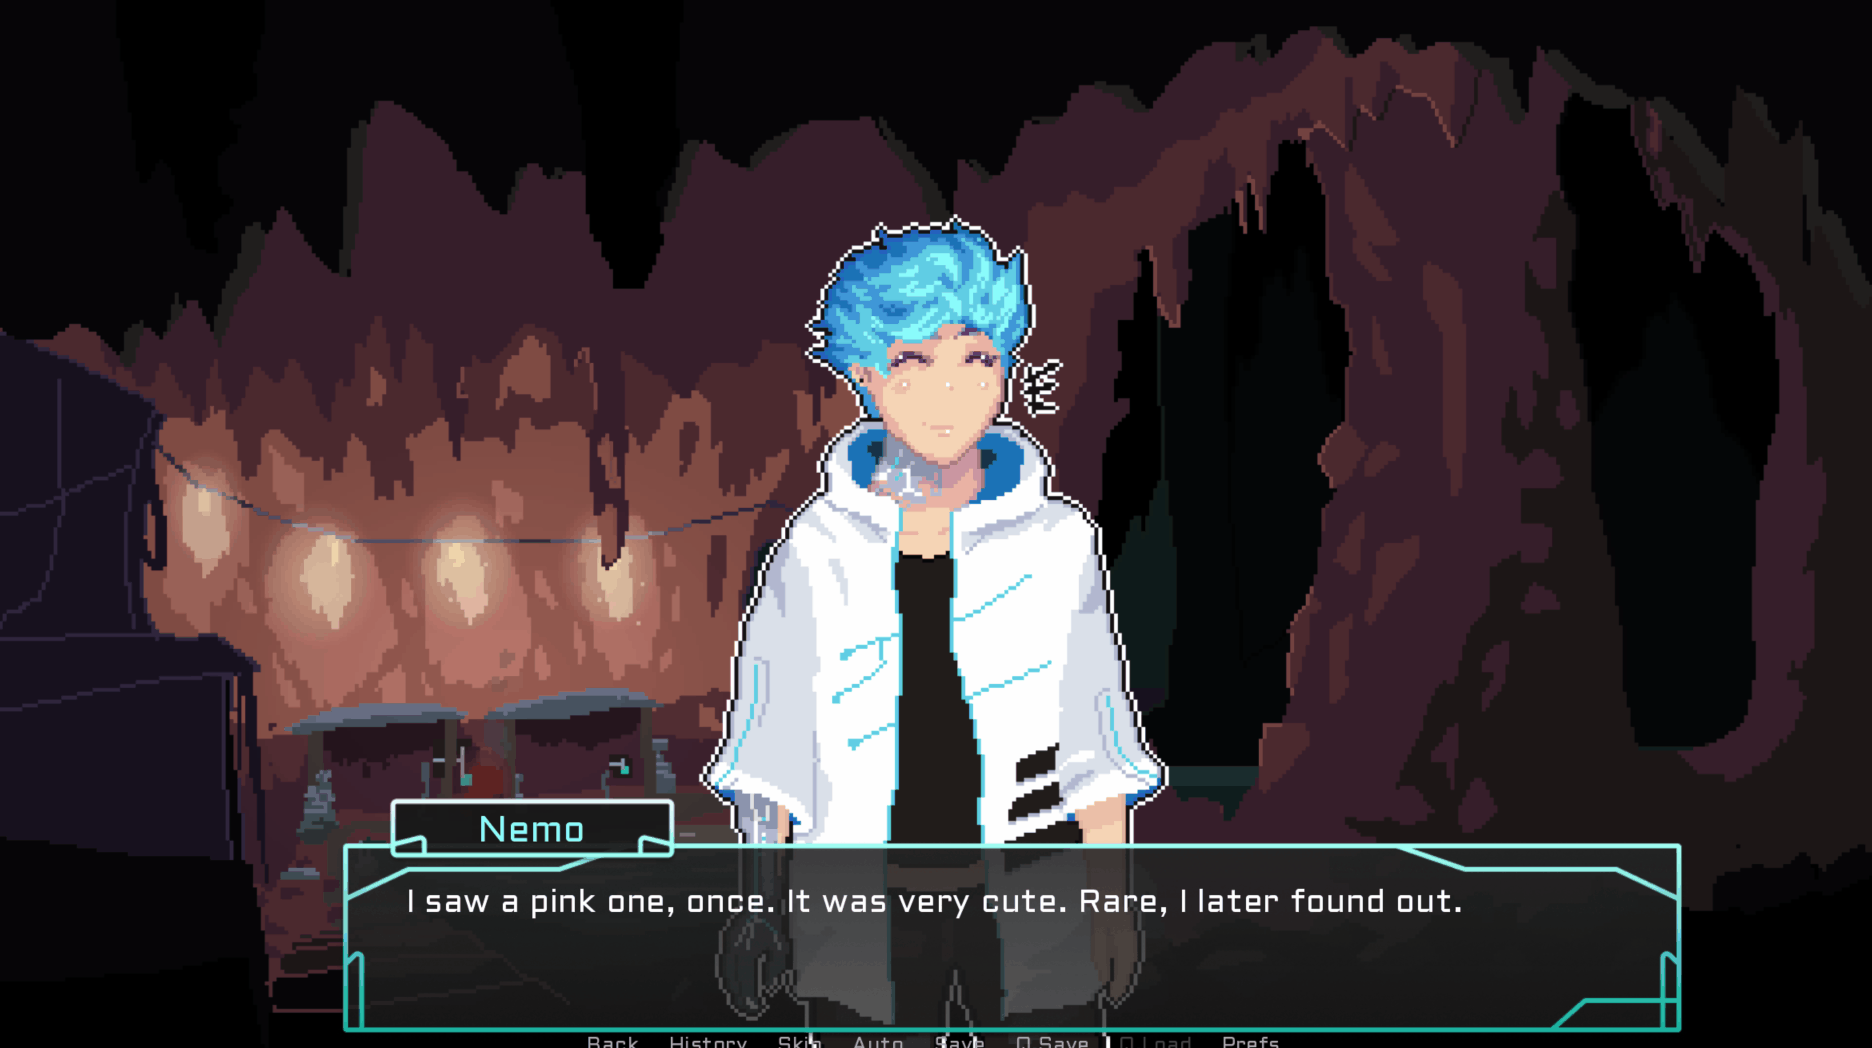 Nemo
I saw a pink one, once. It was very cute. Rare, I later found out.
Back History Skip Auto Save Q.Save Q.Load Prefs